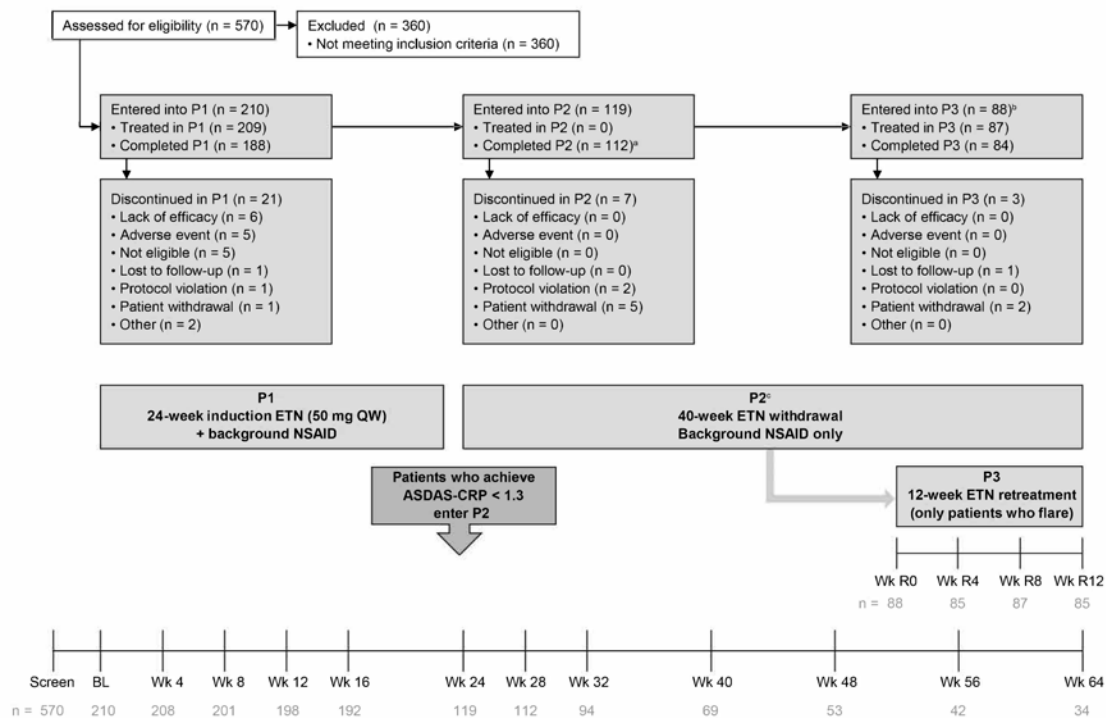 Assessed for eligibility (n = 570)
Excluded (n = 360)
• Not meeting inclusion criteria (n = 360)
Entered into P1 (n = 210)
• Treated in P1 (n = 209)
• Completed P1 (n = 188)
Entered into P2 (n = 119)
• Treated in P2 (n = 0)
• Completed P2 (n = 112)ᵃ
Entered into P3 (n = 88)ᵇ
• Treated in P3 (n = 87)
• Completed P3 (n = 84)
Discontinued in P1 (n = 21)
• Lack of efficacy (n = 6)
• Adverse event (n = 5)
• Not eligible (n = 5)
• Lost to follow-up (n = 1)
• Protocol violation (n = 1)
• Patient withdrawal (n = 1)
• Other (n = 2)
Discontinued in P2 (n = 7)
• Lack of efficacy (n = 0)
• Adverse event (n = 0)
• Not eligible (n = 0)
• Lost to follow-up (n = 0)
• Protocol violation (n = 2)
• Patient withdrawal (n = 5)
• Other (n = 0)
Discontinued in P3 (n = 3)
• Lack of efficacy (n = 0)
• Adverse event (n = 0)
• Not eligible (n = 0)
• Lost to follow-up (n = 1)
• Protocol violation (n = 0)
• Patient withdrawal (n = 2)
• Other (n = 0)
P1
24-week induction ETN (50 mg QW)
+ background NSAID
P2ᶜ
40-week ETN withdrawal
Background NSAID only
Patients who achieve
ASDAS-CRP < 1.3
enter P2
P3
12-week ETN retreatment
(only patients who flare)
Wk R0 Wk R4 Wk R8 Wk R12
n = 88 85 87 85
Screen BL Wk 4 Wk 8 Wk 12 Wk 16 Wk 24 Wk 28 Wk 32 Wk 40 Wk 48 Wk 56 Wk 64
n = 570 210 208 201 198 192 119 112 94 69 53 42 34